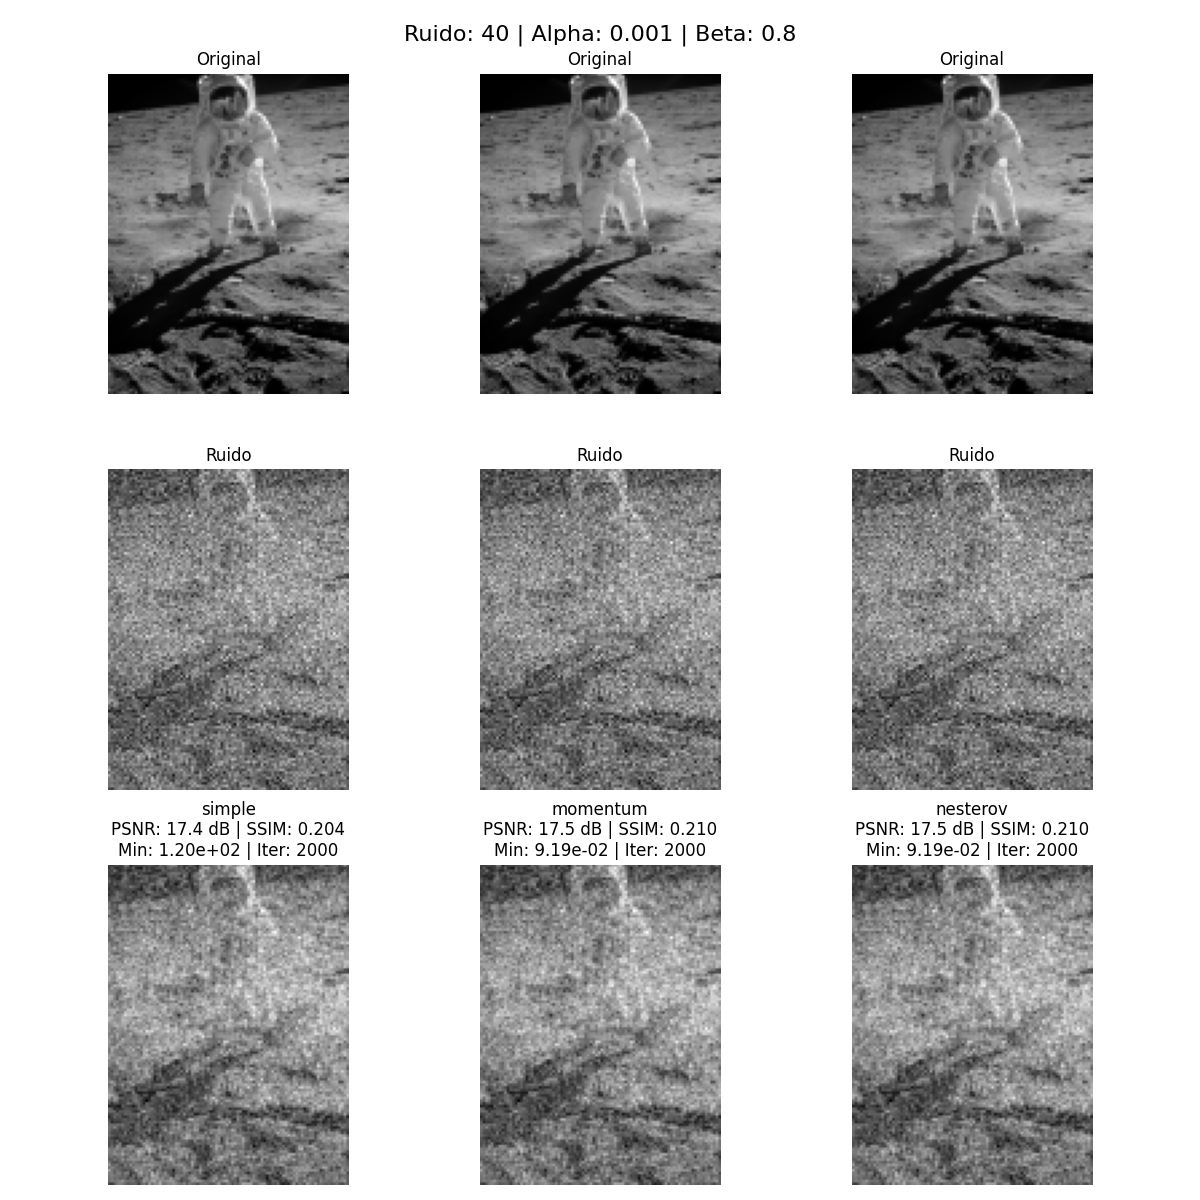 Ruido: 40 | Alpha: 0.001 | Beta: 0.8
Original
Original
Original
Ruido
Ruido
Ruido
simple
PSNR: 17.4 dB | SSIM: 0.204
Min: 1.20e+02 | Iter: 2000
momentum
PSNR: 17.5 dB | SSIM: 0.210
Min: 9.19e-02 | Iter: 2000
nesterov
PSNR: 17.5 dB | SSIM: 0.210
Min: 9.19e-02 | Iter: 2000